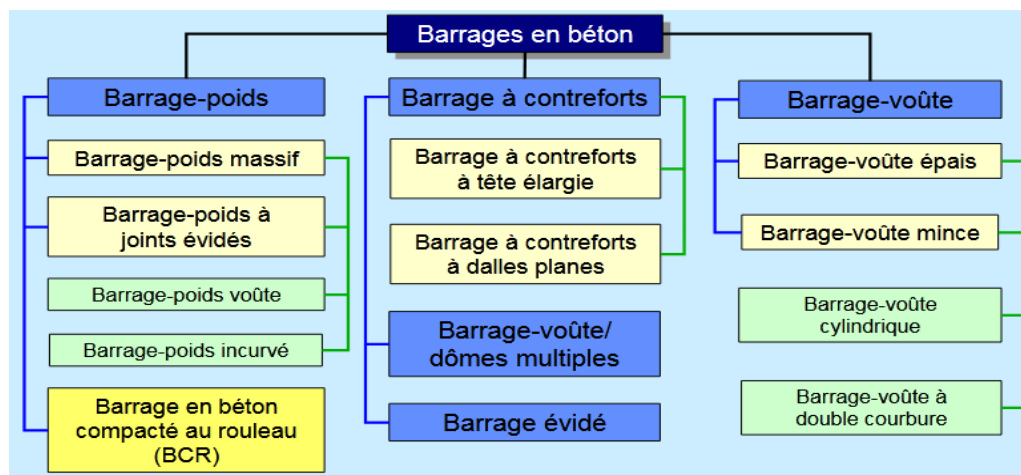 Barrages en béton
Barrage-poids
Barrage-poids massif
Barrage-poids à
joints évidés
Barrage-poids voûte
Barrage-poids incurvé
Barrage en béton
compacté au rouleau
(BCR)
Barrage à contreforts
Barrage à contreforts
à tête élargie
Barrage à contreforts
à dalles planes
Barrage-voûte/
dômes multiples
Barrage évidé
Barrage-voûte
Barrage-voûte épais
Barrage-voûte mince
Barrage-voûte
cylindrique
Barrage-voûte à
double courbure